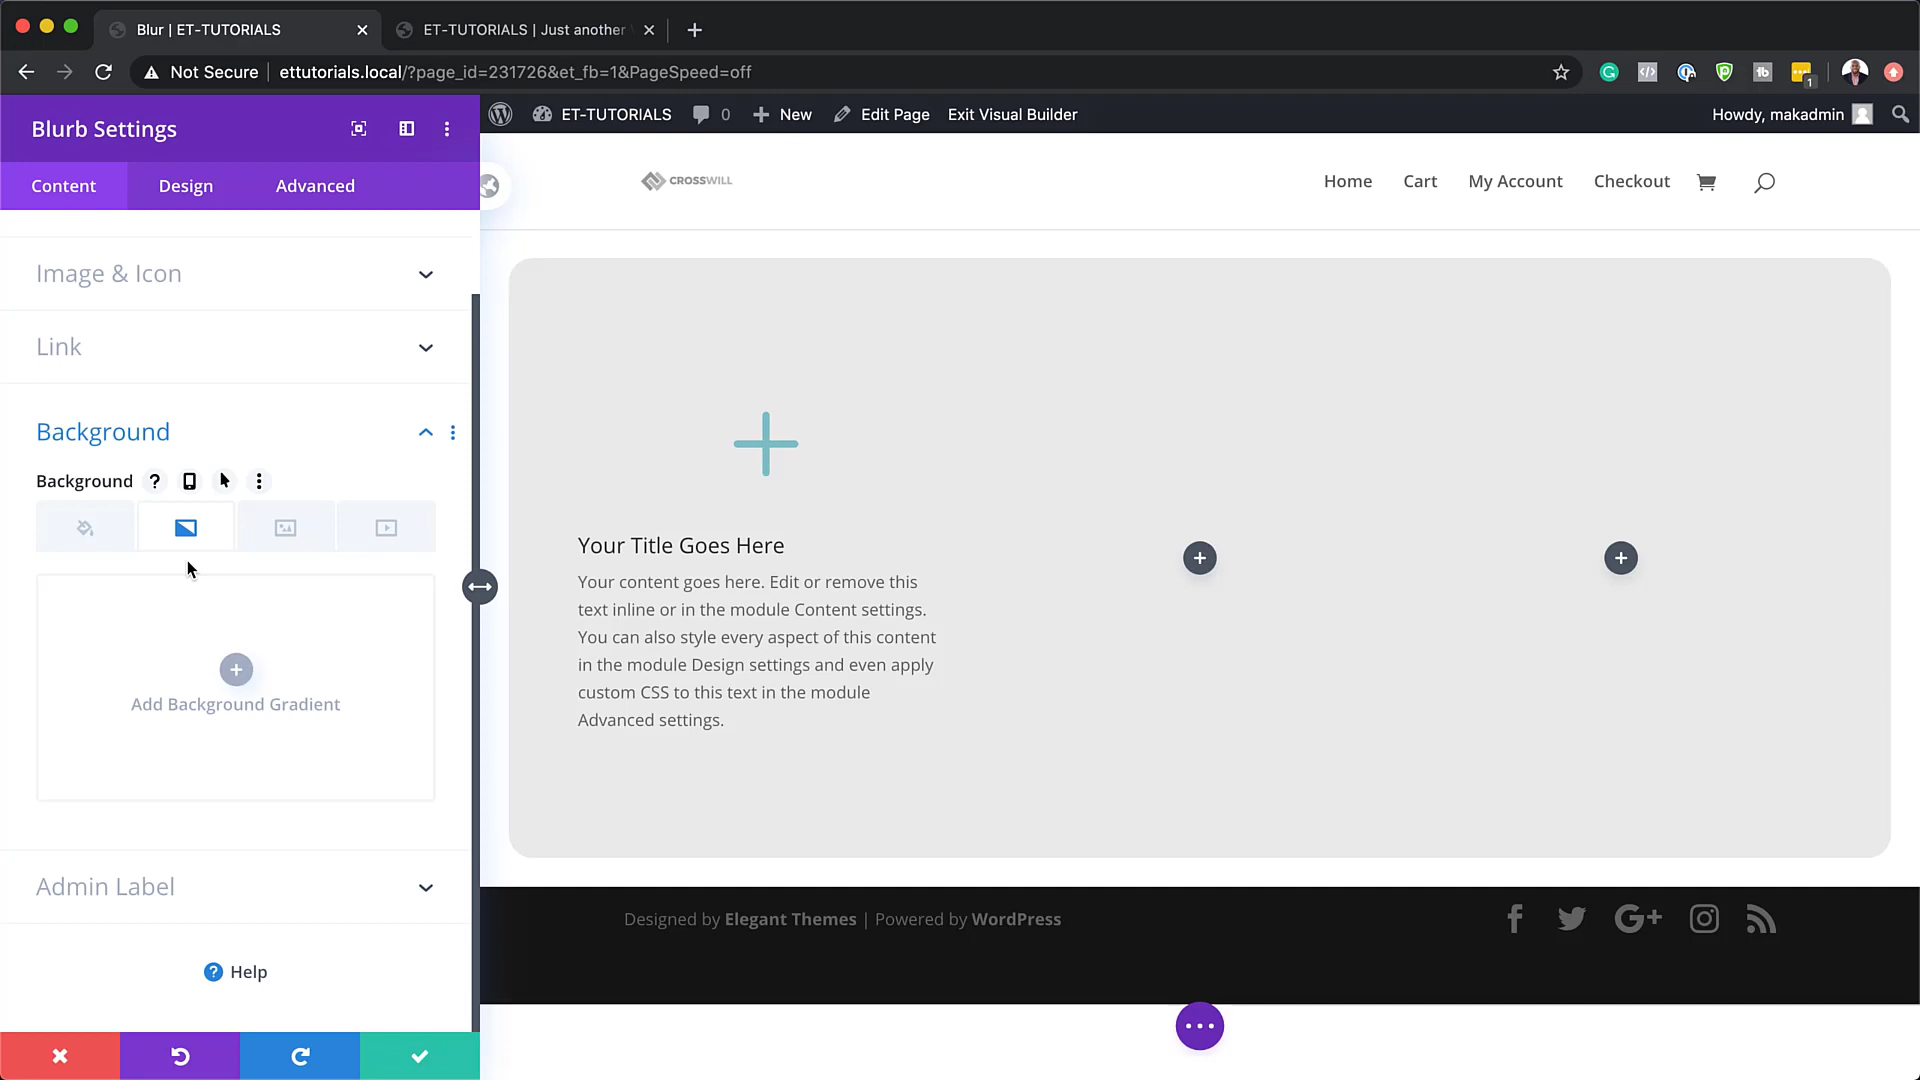 Blur | ET-TUTORIALS
ET-TUTORIALS | Just another
Not Secure
ettutorials.local/?page_id=231726&et_fb=1&PageSpeed=off
1
Blurb Settings
ET-TUTORIALS
0
New
Edit Page
Exit Visual Builder
Howdy, makadmin
Content
Design
Advanced
CROSSWILL
Home
Cart
My Account
Checkout
Image & Icon
Link
Background
Background
Add Background Gradient
Your Title Goes Here
Your content goes here. Edit or remove this
text inline or in the module Content settings.
You can also style every aspect of this content
in the module Design settings and even apply
custom CSS to this text in the module
Advanced settings.
Admin Label
Designed by Elegant Themes | Powered by WordPress
Help